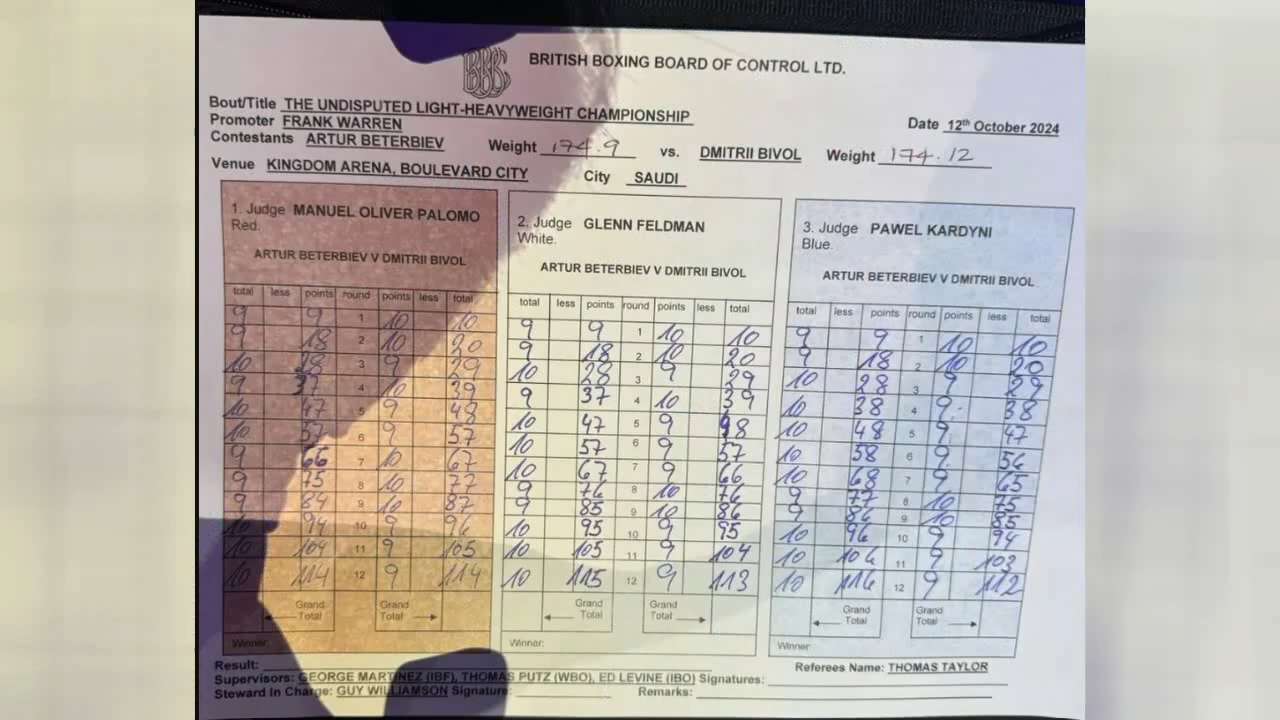 BBBC
BRITISH BOXING BOARD OF CONTROL LTD.
Bout/Title THE UNDISPUTED LIGHT-HEAVYWEIGHT CHAMPIONSHIP
Promoter FRANK WARREN Date 12th October 2024
Contestants ARTUR BETERBIEV Weight 174.9 vs. DMITRII BIVOL Weight 174.12
Venue KINGDOM ARENA, BOULEVARD CITY City SAUDI
1. Judge MANUEL OLIVER PALOMO
Red.
ARTUR BETERBIEV V DMITRII BIVOL
total less points round points less total
9 9 1 10 10
9 18 2 10 20
10 28 3 9 29
9 37 4 10 39
10 47 5 9 48
10 57 6 9 57
9 66 7 10 67
9 75 8 10 77
9 84 9 10 87
10 94 10 9 96
10 104 11 9 105
10 114 12 9 114
Grand Total Grand Total
Winner:
2. Judge GLENN FELDMAN
White.
ARTUR BETERBIEV V DMITRII BIVOL
total less points round points less total
9 9 1 10 10
9 18 2 10 20
10 28 3 9 29
9 37 4 10 39
10 47 5 9 48
10 57 6 9 57
10 67 7 9 66
9 76 8 10 76
9 85 9 10 86
10 95 10 9 95
10 105 11 9 104
10 115 12 9 113
Grand Total Grand Total
Winner:
3. Judge PAWEL KARDYNI
Blue.
ARTUR BETERBIEV V DMITRII BIVOL
total less points round points less total
9 9 1 10 10
9 18 2 10 20
10 28 3 9 29
10 38 4 9 38
10 48 5 9 47
10 58 6 9 56
10 68 7 9 65
9 77 8 10 75
9 86 9 10 85
10 96 10 9 94
10 106 11 9 103
10 116 12 9 112
Grand Total Grand Total
Winner:
Result: Referees Name: THOMAS TAYLOR
Supervisors: GEORGE MARTINEZ (IBF), THOMAS PUTZ (WBO), ED LEVINE (IBO) Signatures:
Steward In Charge: GUY WILLIAMSON Signature: Remarks: